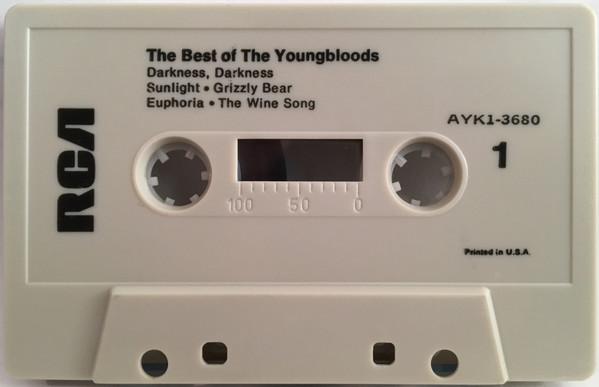 The Best of The Youngbloods
Darkness, Darkness
Sunlight • Grizzly Bear
Euphoria • The Wine Song
AYK1-3680
1
RCA
100 50 0
Printed in U.S.A.